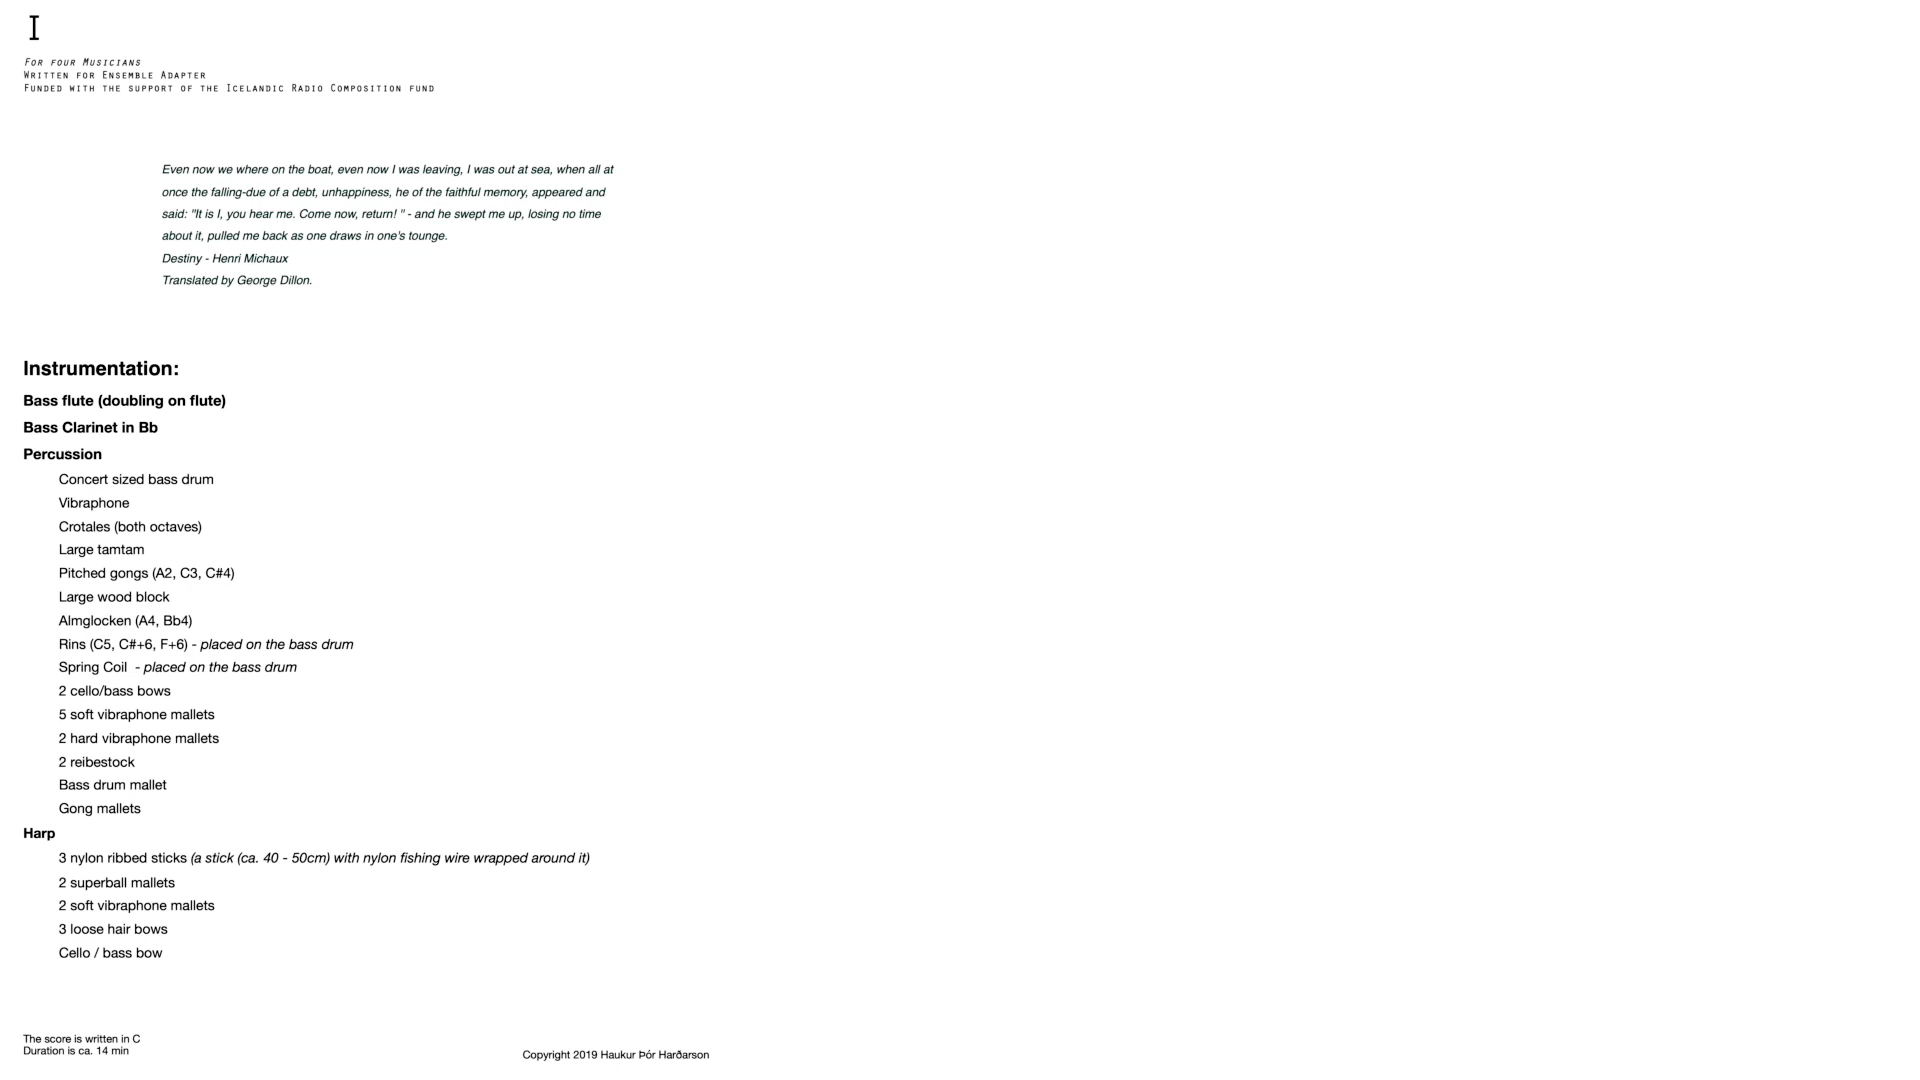 I
For four Musicians
Written for Ensemble Adapter
Funded with the support of the Icelandic Radio Composition fund
Even now we where on the boat, even now I was leaving, I was out at sea, when all at
once the falling-due of a debt, unhappiness, he of the faithful memory, appeared and
said: "It is I, you hear me. Come now, return! " - and he swept me up, losing no time
about it, pulled me back as one draws in one's tounge.
Destiny - Henri Michaux
Translated by George Dillon.
Instrumentation:
Bass flute (doubling on flute)
Bass Clarinet in Bb
Percussion
Concert sized bass drum
Vibraphone
Crotales (both octaves)
Large tamtam
Pitched gongs (A2, C3, C#4)
Large wood block
Almglocken (A4, Bb4)
Rins (C5, C#+6, F+6) - placed on the bass drum
Spring Coil - placed on the bass drum
2 cello/bass bows
5 soft vibraphone mallets
2 hard vibraphone mallets
2 reibestock
Bass drum mallet
Gong mallets
Harp
3 nylon ribbed sticks (a stick (ca. 40 - 50cm) with nylon fishing wire wrapped around it)
2 superball mallets
2 soft vibraphone mallets
3 loose hair bows
Cello / bass bow
The score is written in C
Duration is ca. 14 min
Copyright 2019 Haukur Þór Harðarson